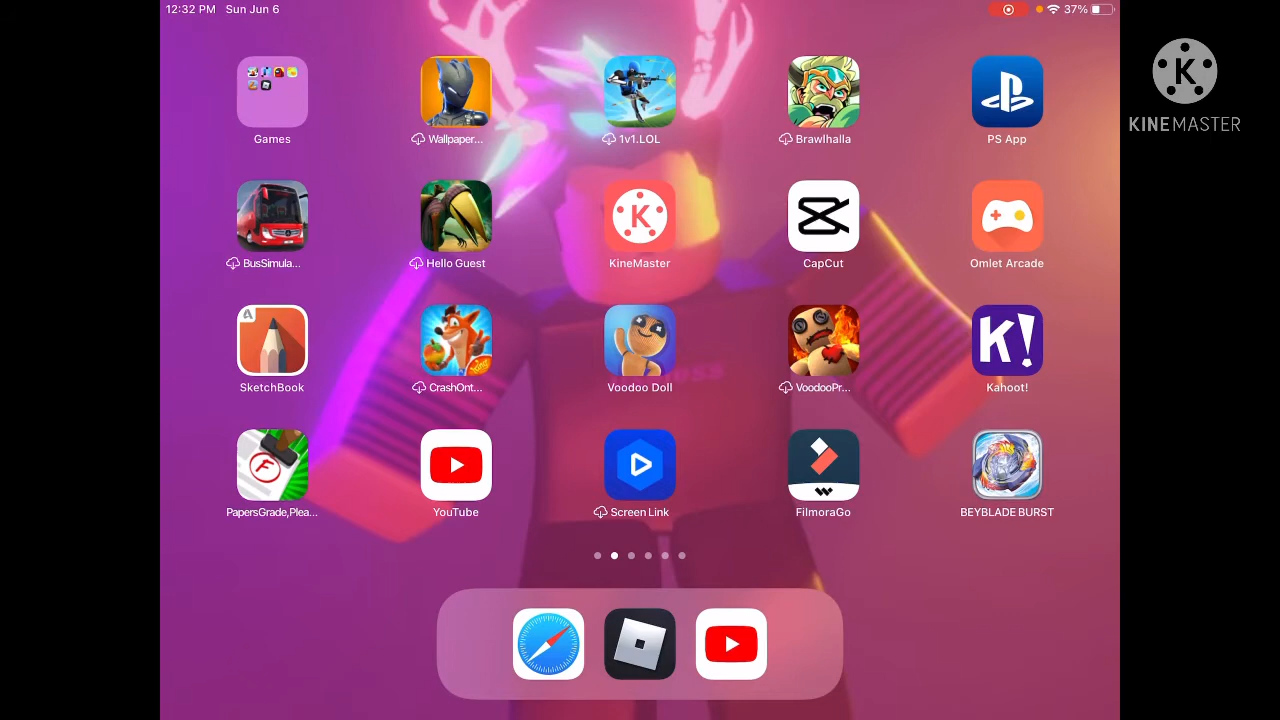 12:32 PM Sun Jun 6
37%
K
KINEMASTER
Games
Wallpaper...
1v1.LOL
Brawlhalla
PS App
BusSimula...
Hello Guest
K
KineMaster
CapCut
Omlet Arcade
A
SketchBook
king
CrashOnt...
Voodoo Doll
VoodooPr...
K!
Kahoot!
F
PapersGrade,Plea...
YouTube
Screen Link
FilmoraGo
BEYBLADE BURST